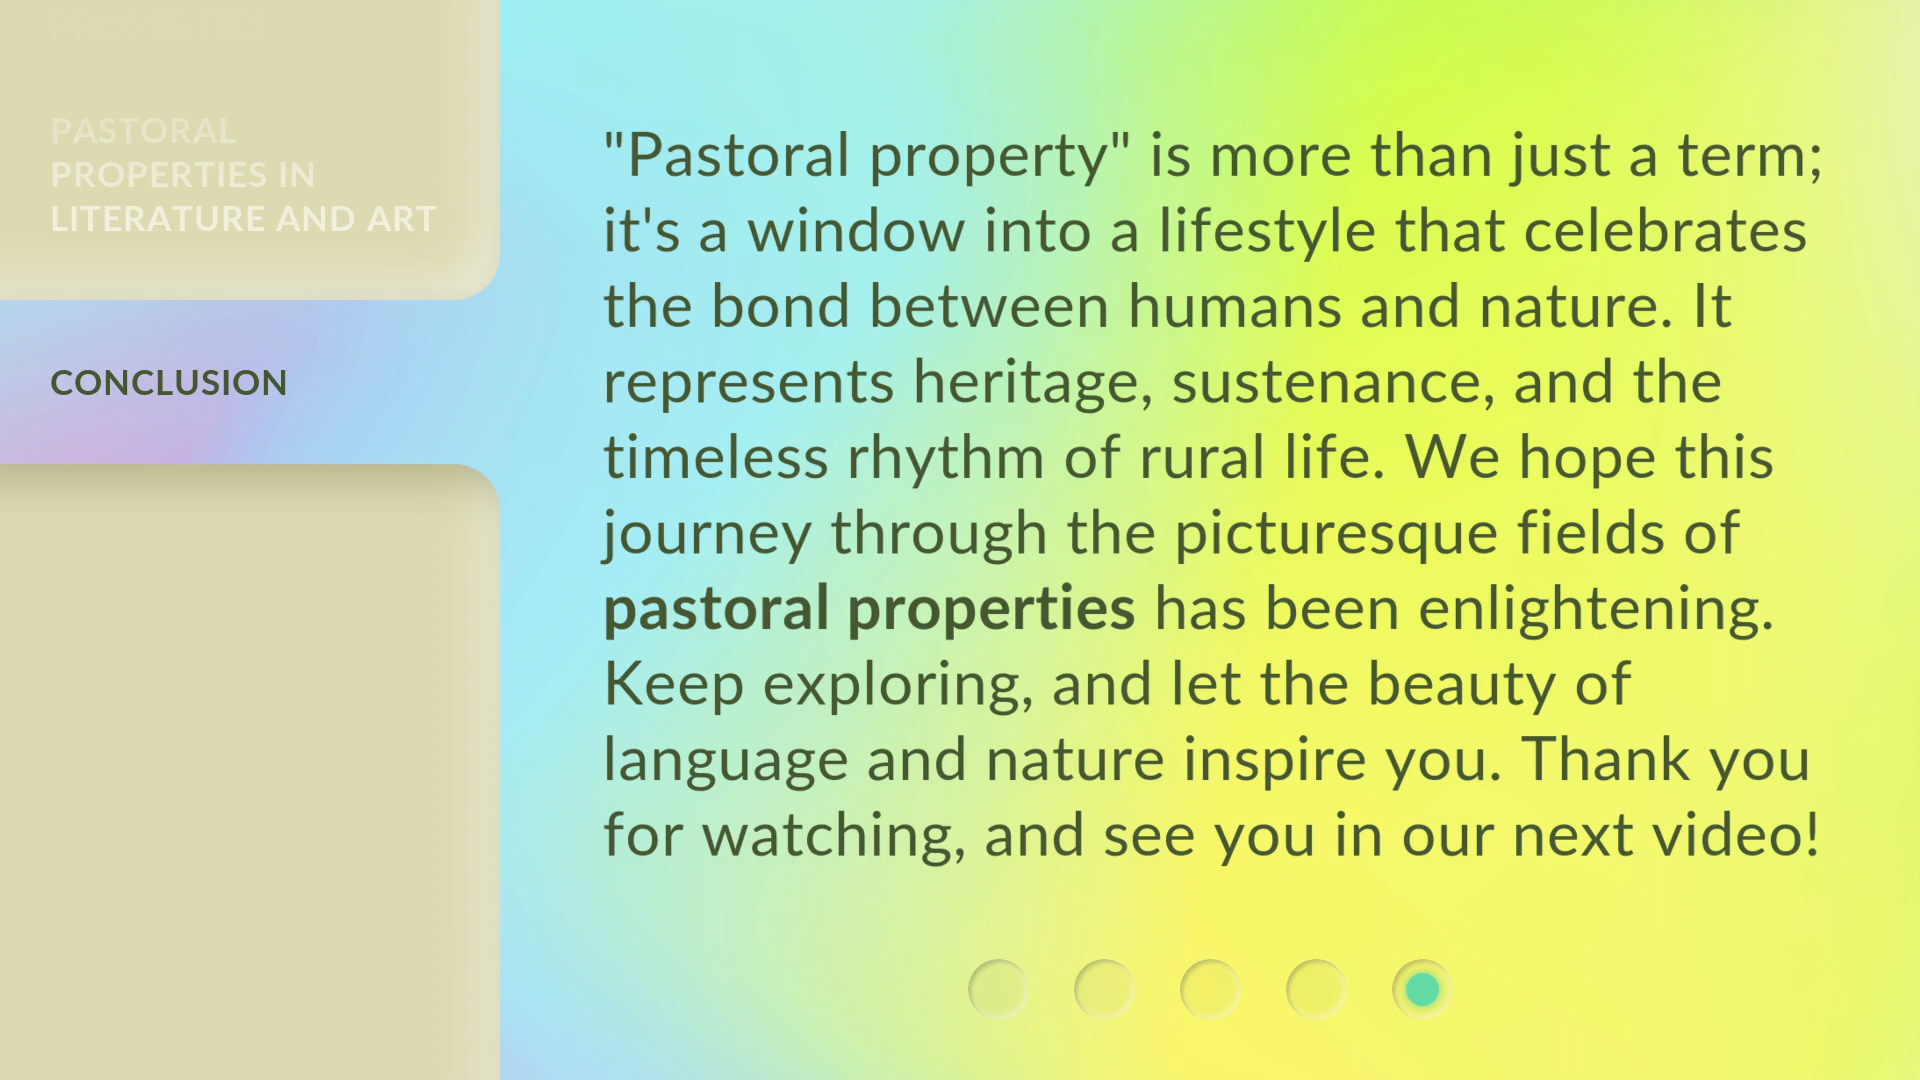 PROPERTIES
PASTORAL
PROPERTIES IN
LITERATURE AND ART
CONCLUSION
"Pastoral property" is more than just a term;
it's a window into a lifestyle that celebrates
the bond between humans and nature. It
represents heritage, sustenance, and the
timeless rhythm of rural life. We hope this
journey through the picturesque fields of
pastoral properties has been enlightening.
Keep exploring, and let the beauty of
language and nature inspire you. Thank you
for watching, and see you in our next video!